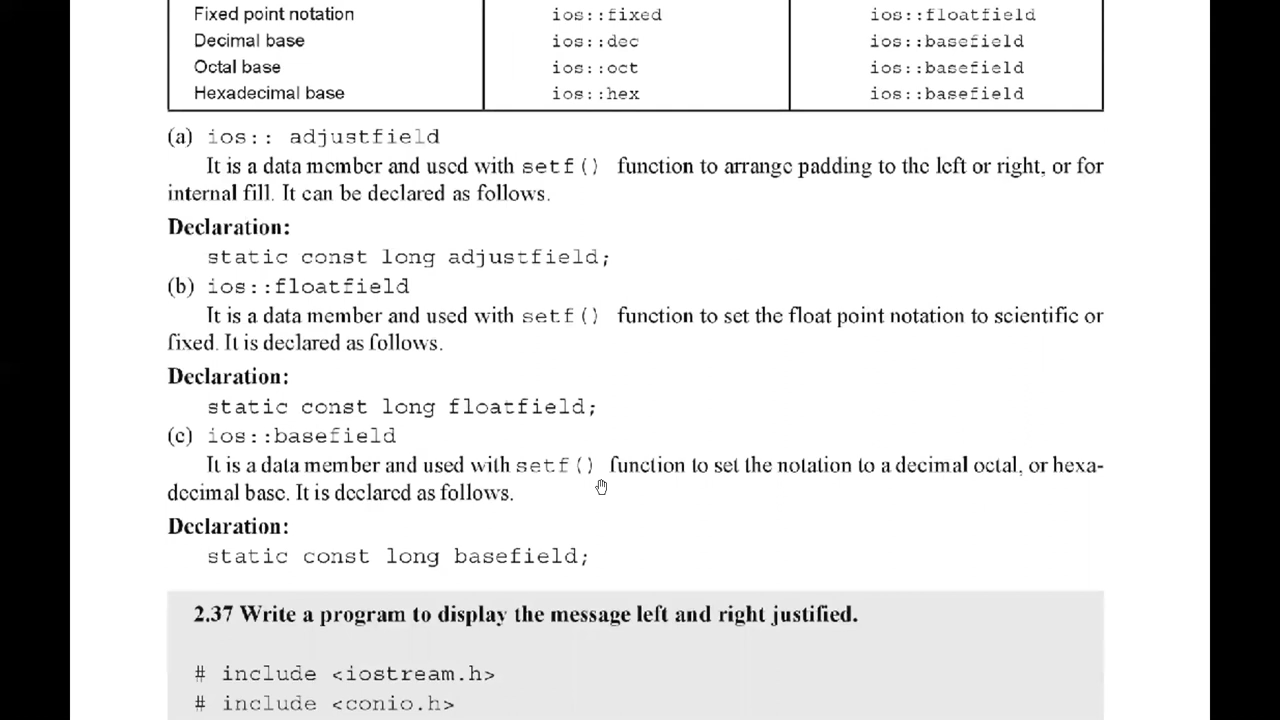 Fixed point notation ios::fixed ios::floatfield
Decimal base ios::dec ios::basefield
Octal base ios::oct ios::basefield
Hexadecimal base ios::hex ios::basefield
(a) ios:: adjustfield
It is a data member and used with setf() function to arrange padding to the left or right, or for
internal fill. It can be declared as follows.
Declaration:
static const long adjustfield;
(b) ios::floatfield
It is a data member and used with setf() function to set the float point notation to scientific or
fixed. It is declared as follows.
Declaration:
static const long floatfield;
(c) ios::basefield
It is a data member and used with setf() function to set the notation to a decimal octal, or hexa-
decimal base. It is declared as follows.
Declaration:
static const long basefield;
2.37 Write a program to display the message left and right justified.
# include <iostream.h>
# include <conio.h>